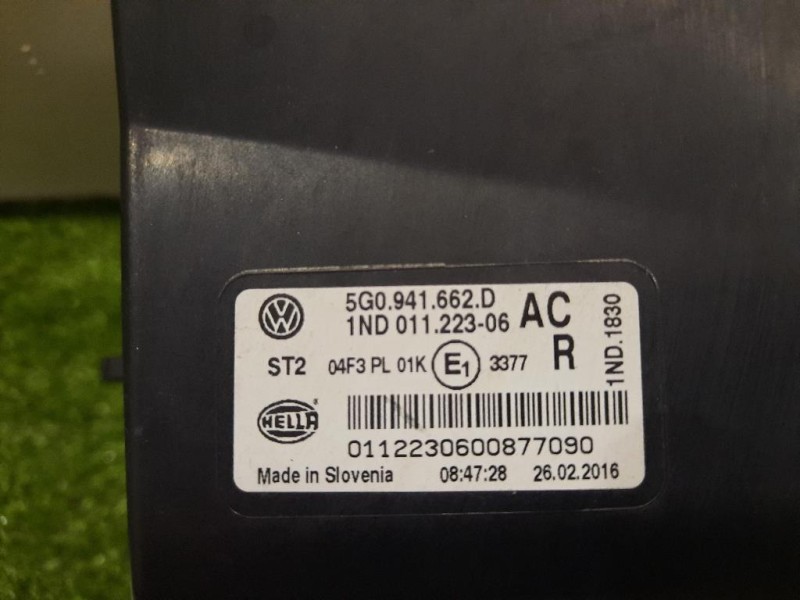 5G0.941.662.D
1ND 011.223-06
AC
R
1ND.1830
ST2
04F3 PL 01K E1 3377
HELLA
®
0112230600877090
Made in Slovenia 08:47:28 26.02.2016